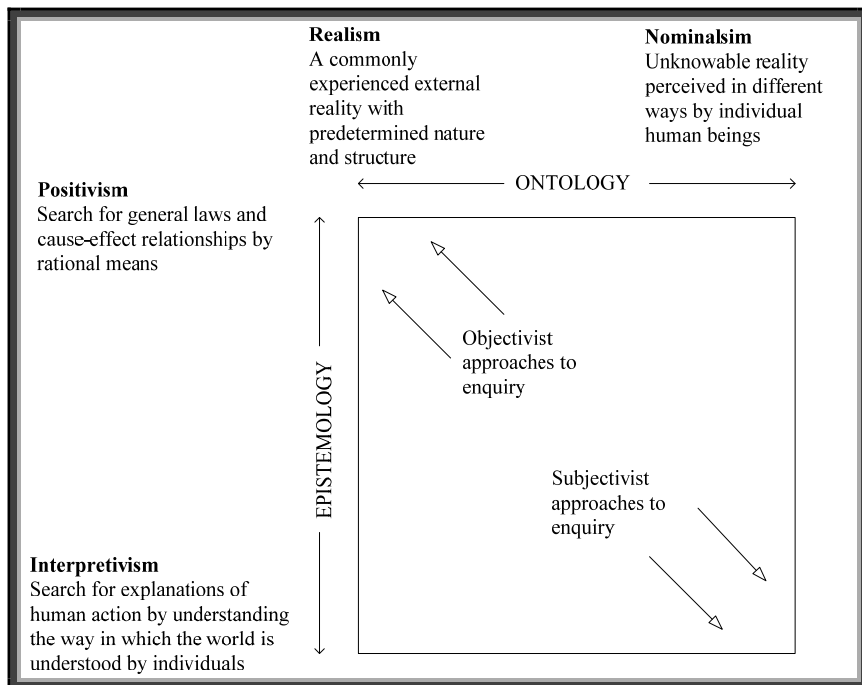 Realism
A commonly
experienced external
reality with
predetermined nature
and structure
Nominalsim
Unknowable reality
perceived in different
ways by individual
human beings
ONTOLOGY
Positivism
Search for general laws and
cause-effect relationships by
rational means
EPISTEMOLOGY
Objectivist
approaches to
enquiry
Subjectivist
approaches to
enquiry
Interpretivism
Search for explanations of
human action by understanding
the way in which the world is
understood by individuals